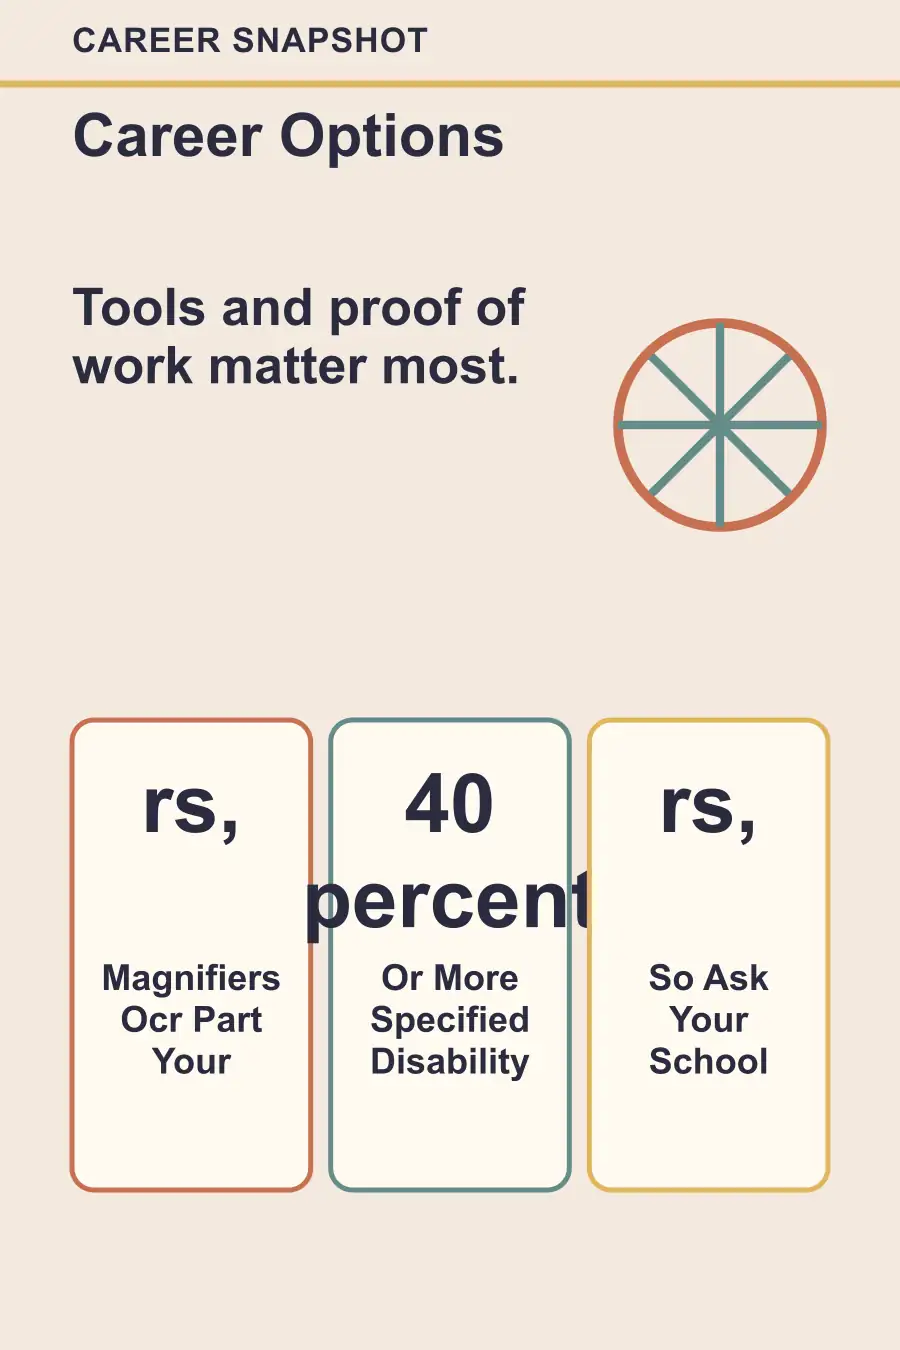 CAREER SNAPSHOT
Career Options
Tools and proof of
work matter most.
rs,
Magnifiers
Ocr Part
Your
40
percent
Or More
Specified
Disability
rs,
So Ask
Your
School